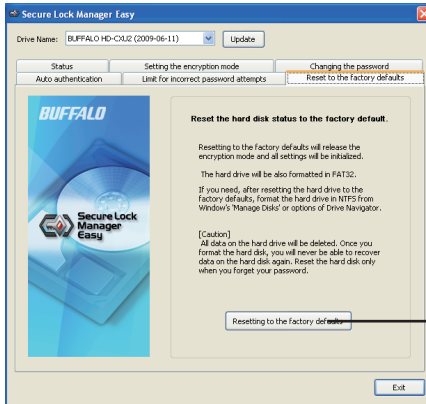 Secure Lock Manager Easy
Drive Name: BUFFALO HD-CXU2 (2009-06-11) Update
Status Setting the encryption mode Changing the password
Auto authentication Limit for incorrect password attempts Reset to the factory defaults
BUFFALO
Secure Lock
Manager
Easy
Reset the hard disk status to the factory default.
Resetting to the factory defaults will release the
encryption mode and all settings will be initialized.
The hard drive will be also formatted in FAT32.
If you need, after resetting the hard drive to the
factory defaults, format the hard drive in NTFS from
Window's 'Manage Disks' or options of Drive Navigator.
[Caution]
All data on the hard drive will be deleted. Once you
format the hard disk, you will never be able to recover
data on the hard disk again. Reset the hard disk only
when you forget your password.
Resetting to the factory defaults
Exit